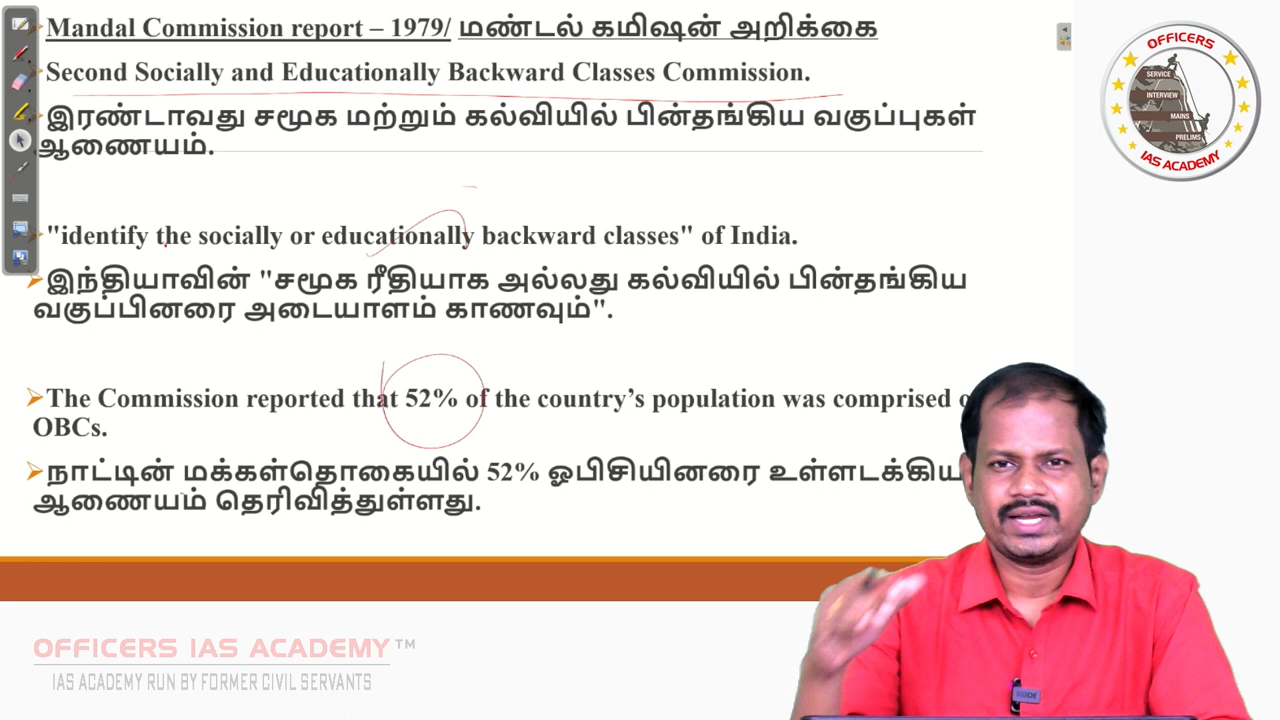 Mandal Commission report – 1979/ மண்டல் கமிஷன் அறிக்கை
Second Socially and Educationally Backward Classes Commission.
இரண்டாவது சமூக மற்றும் கல்வியில் பின்தங்கிய வகுப்புகள்
ஆணையம்.
"identify the socially or educationally backward classes" of India.
இந்தியாவின் "சமூக ரீதியாக அல்லது கல்வியில் பின்தங்கிய
வகுப்பினரை அடையாளம் காணவும்".
The Commission reported that 52% of the country's population was comprised
OBCs.
நாட்டின் மக்கள்தொகையில் 52% ஓபிசியினரை உள்ளடக்கிய
ஆணையம் தெரிவித்துள்ளது.
OFFICERS
SERVICE
INTERVIEW
MAINS
PRELIMS
IAS ACADEMY
OFFICERS IAS ACADEMY™
IAS ACADEMY RUN BY FORMER CIVIL SERVANTS